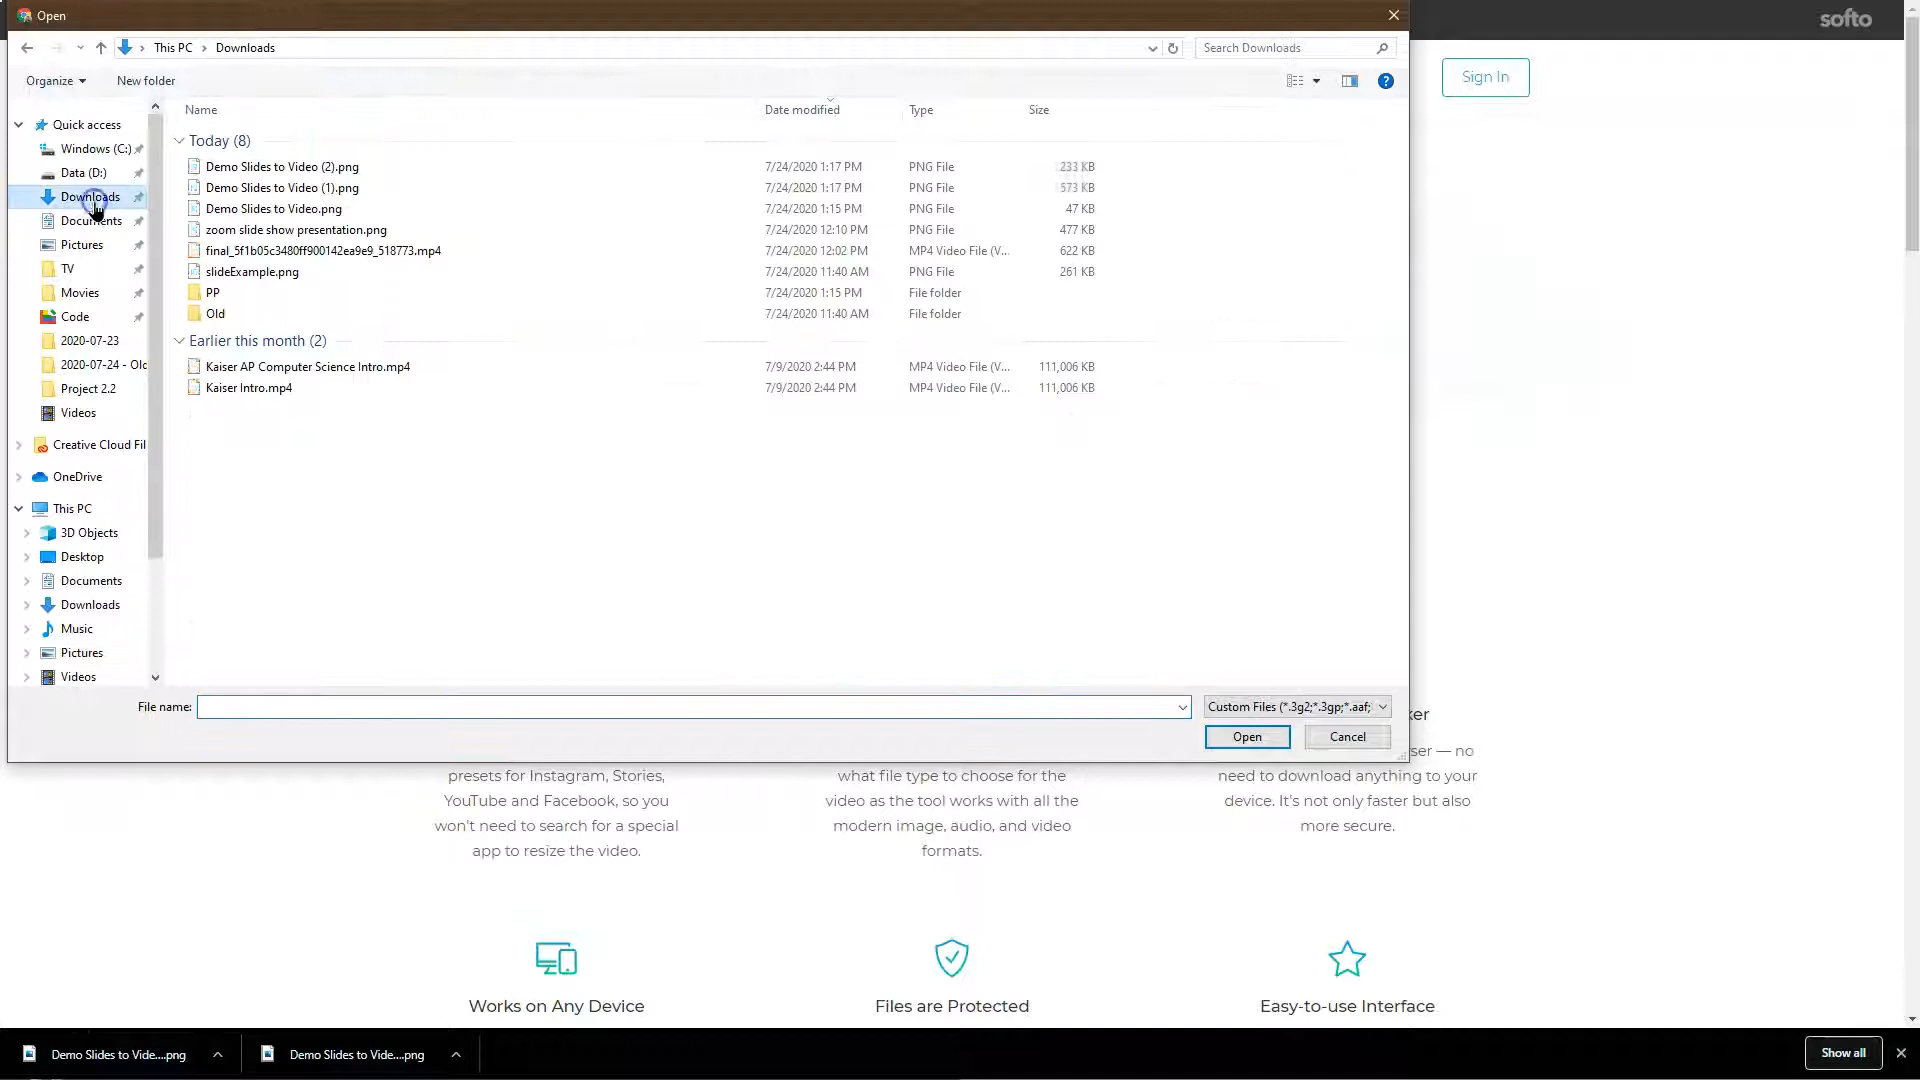 Open
softo
This PC
Downloads
Search Downloads
Sign In
Organize
New folder
Name
Date modified
Type
Size
Quick access
Windows (C:)
Data (D:)
Downloads
Documents
Pictures
TV
Movies
Code
2020-07-23
2020-07-24 - Old
Project 2.2
Videos
Creative Cloud Fil
OneDrive
This PC
3D Objects
Desktop
Documents
Downloads
Music
Pictures
Videos
Today (8)
Demo Slides to Video (2).png 7/24/2020 1:17 PM PNG File 233 KB
Demo Slides to Video (1).png 7/24/2020 1:17 PM PNG File 573 KB
Demo Slides to Video.png 7/24/2020 1:15 PM PNG File 47 KB
zoom slide show presentation.png 7/24/2020 12:10 PM PNG File 477 KB
final_5f1b05c3480ff900142ea9e9_518773.mp4 7/24/2020 12:02 PM MP4 Video File (V... 622 KB
slideExample.png 7/24/2020 11:40 AM PNG File 261 KB
PP 7/24/2020 1:15 PM File folder
Old 7/24/2020 11:40 AM File folder
Earlier this month (2)
Kaiser AP Computer Science Intro.mp4 7/9/2020 2:44 PM MP4 Video File (V... 111,006 KB
Kaiser Intro.mp4 7/9/2020 2:44 PM MP4 Video File (V... 111,006 KB
File name:
Custom Files (*.3g2;*.3gp;*.aaf;
Open
Cancel
ker
presets for Instagram, Stories,
YouTube and Facebook, so you
won't need to search for a special
app to resize the video.
what file type to choose for the
video as the tool works with all the
modern image, audio, and video
formats.
ser — no
need to download anything to your
device. It's not only faster but also
more secure.
Works on Any Device
Files are Protected
Easy-to-use Interface
Demo Slides to Vide....png
Demo Slides to Vide....png
Show all